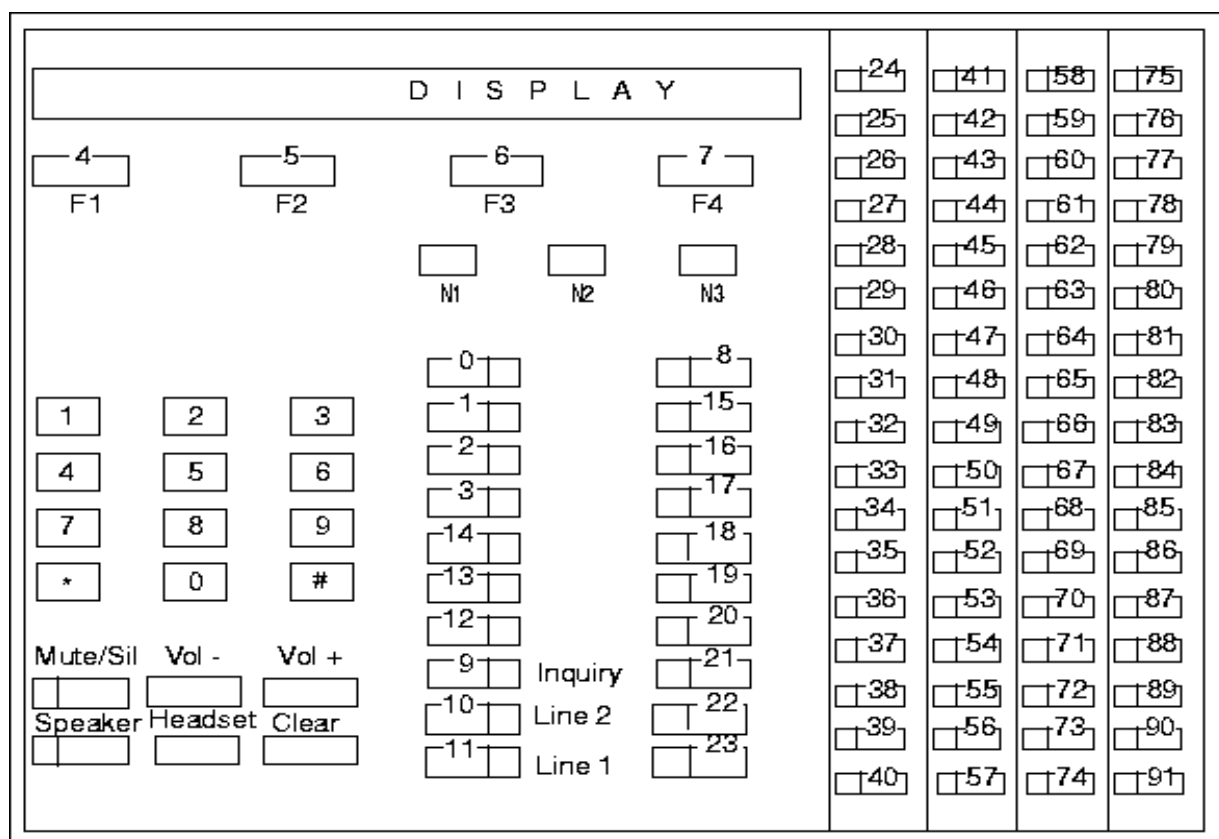 D I S P L A Y
4 5 6 7
F1 F2 F3 F4
N1 N2 N3
0 8
1 15
2 16
3 17
14 18
13 19
12 20
9 Inquiry 21
10 Line 2 22
11 Line 1 23
1 2 3
4 5 6
7 8 9
* 0 #
Mute/Sil Vol - Vol +
Speaker Headset Clear
24 41 58 75
25 42 59 76
26 43 60 77
27 44 61 78
28 45 62 79
29 46 63 80
30 47 64 81
31 48 65 82
32 49 66 83
33 50 67 84
34 51 68 85
35 52 69 86
36 53 70 87
37 54 71 88
38 55 72 89
39 56 73 90
40 57 74 91